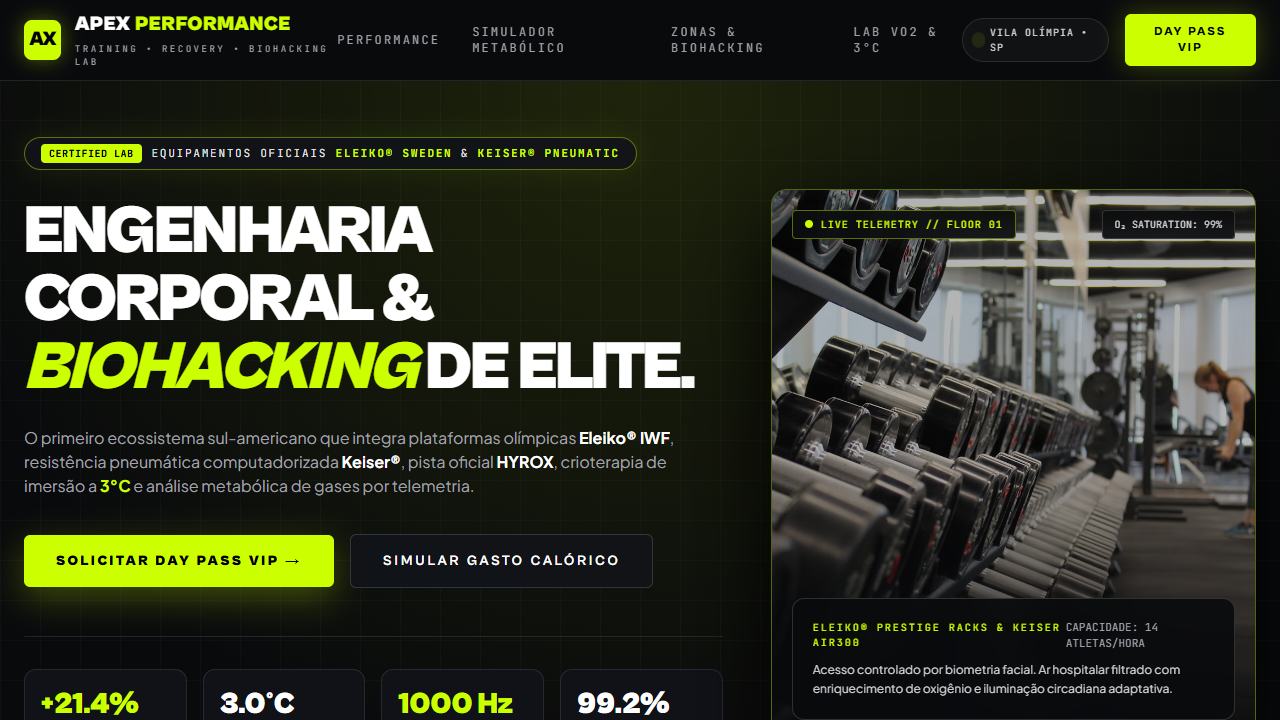 AX
APEX PERFORMANCE
TRAINING • RECOVERY • BIOHACKING
LAB
PERFORMANCE
SIMULADOR
METABÓLICO
ZONAS &
BIOHACKING
LAB VO2 &
3°C
VILA OLÍMPIA •
SP
DAY PASS
VIP
CERTIFIED LAB EQUIPAMENTOS OFICIAIS ELEIKO® SWEDEN & KEISER® PNEUMATIC
ENGENHARIA
CORPORAL &
BIOHACKING DE ELITE.
O primeiro ecossistema sul-americano que integra plataformas olímpicas Eleiko® IWF,
resistência pneumática computadorizada Keiser®, pista oficial HYROX, crioterapia de
imersão a 3°C e análise metabólica de gases por telemetria.
SOLICITAR DAY PASS VIP →
SIMULAR GASTO CALÓRICO
+21.4%
3.0°C
1000 Hz
99.2%
LIVE TELEMETRY // FLOOR 01
O₂ SATURATION: 99%
ELEIKO® PRESTIGE RACKS & KEISER
AIR300
CAPACIDADE: 14
ATLETAS/HORA
Acesso controlado por biometria facial. Ar hospitalar filtrado com
enriquecimento de oxigênio e iluminação circadiana adaptativa.